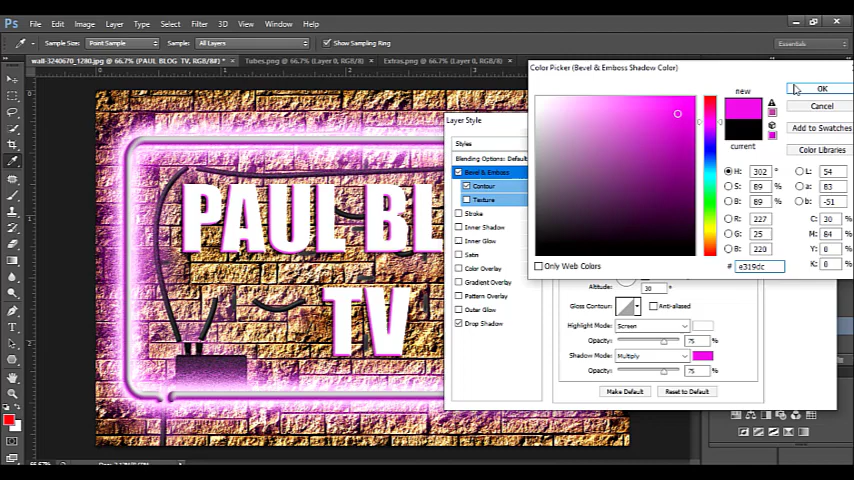 Ps File Edit Image Layer Type Select Filter 3D View Window Help
Sample Size: Point Sample Sample: All Layers Show Sampling Ring Essentials
wall-3240670_1280.jpg @ 66.7% (PAUL BLOG TV, RGB/8#) * Tubes.png @ 66.7% (Layer 0, RGB/8) Extras.png @ 66.7% (Layer 0, RGB/8)
Color Picker (Bevel & Emboss Shadow Color)
new
current
OK
Cancel
Add to Swatches
Color Libraries
H: 302 °
S: 89 %
B: 89 %
R: 227
G: 25
B: 220
L: 54
a: 83
b: -51
C: 30 %
M: 84 %
Y: 0 %
K: 0 %
# e319dc
Only Web Colors
Layer Style
Styles
Blending Options: Default
Bevel & Emboss
Contour
Texture
Stroke
Inner Shadow
Inner Glow
Satin
Color Overlay
Gradient Overlay
Pattern Overlay
Outer Glow
Drop Shadow
Altitude:
30 °
Gloss Contour: Anti-aliased
Highlight Mode: Screen
Opacity: 75 %
Shadow Mode: Multiply
Opacity: 75 %
Make Default Reset to Default
PAUL BL
TV